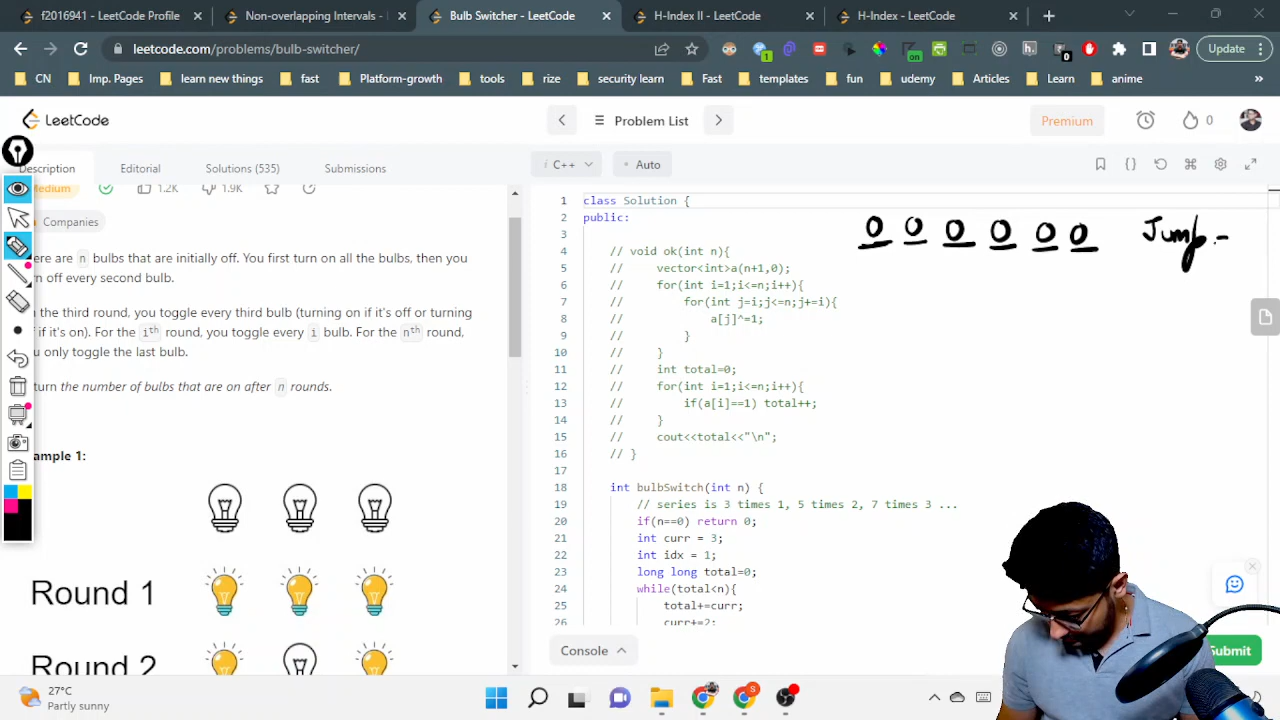 f2016941 - LeetCode Profile
Non-overlapping Intervals -
Bulb Switcher - LeetCode
H-Index II - LeetCode
H-Index - LeetCode
leetcode.com/problems/bulb-switcher/
1
on
0
Update
CN
Imp. Pages
learn new things
fast
Platform-growth
tools
rise
security learn
Fast
templates
fun
udemy
Articles
Learn
anime
»
LeetCode
Problem List
Premium
0
Description
Editorial
Solutions (535)
Submissions
i C++
Auto
Medium
1.2K
1.9K
Companies
ere are n bulbs that are initially off. You first turn on all the bulbs, then you
n off every second bulb.
the third round, you toggle every third bulb (turning on if it's off or turning
f if it's on). For the ith round, you toggle every i bulb. For the nth round,
u only toggle the last bulb.
turn the number of bulbs that are on after n rounds.
ample 1:
Round 1
Round 2
1 class Solution {
2 public:
3
4 // void ok(int n){
5 // vector<int>a(n+1,0);
6 // for(int i=1;i<=n;i++){
7 // for(int j=i;j<=n;j+=i){
8 // a[j]^=1;
9 // }
10 // }
11 // int total=0;
12 // for(int i=1;i<=n;i++){
13 // if(a[i]==1) total++;
14 // }
15 // cout<<total<<"\n";
16 // }
17
18 int bulbSwitch(int n) {
19 // series is 3 times 1, 5 times 2, 7 times 3 ...
20 if(n==0) return 0;
21 int curr = 3;
22 int idx = 1;
23 long long total=0;
24 while(total<n){
25 total+=curr;
26 curr+=2;
0 0 0 0 0 0 Jump -
Console
Submit
27°C
Partly sunny